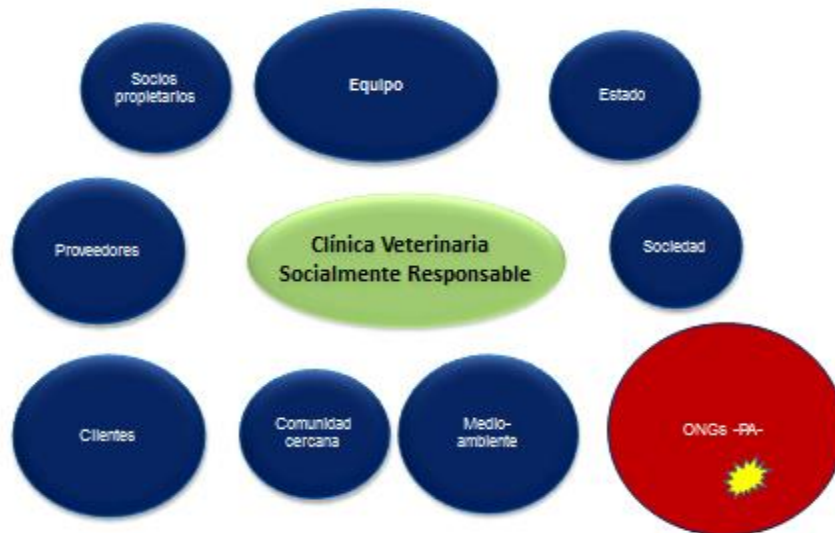 Socios
propietarios
Equipo
Estado
Proveedores
Clínica Veterinaria
Socialmente Responsable
Sociedad
Clientes
Comunidad
cercana
Medio-
ambiente
ONGs -PA-